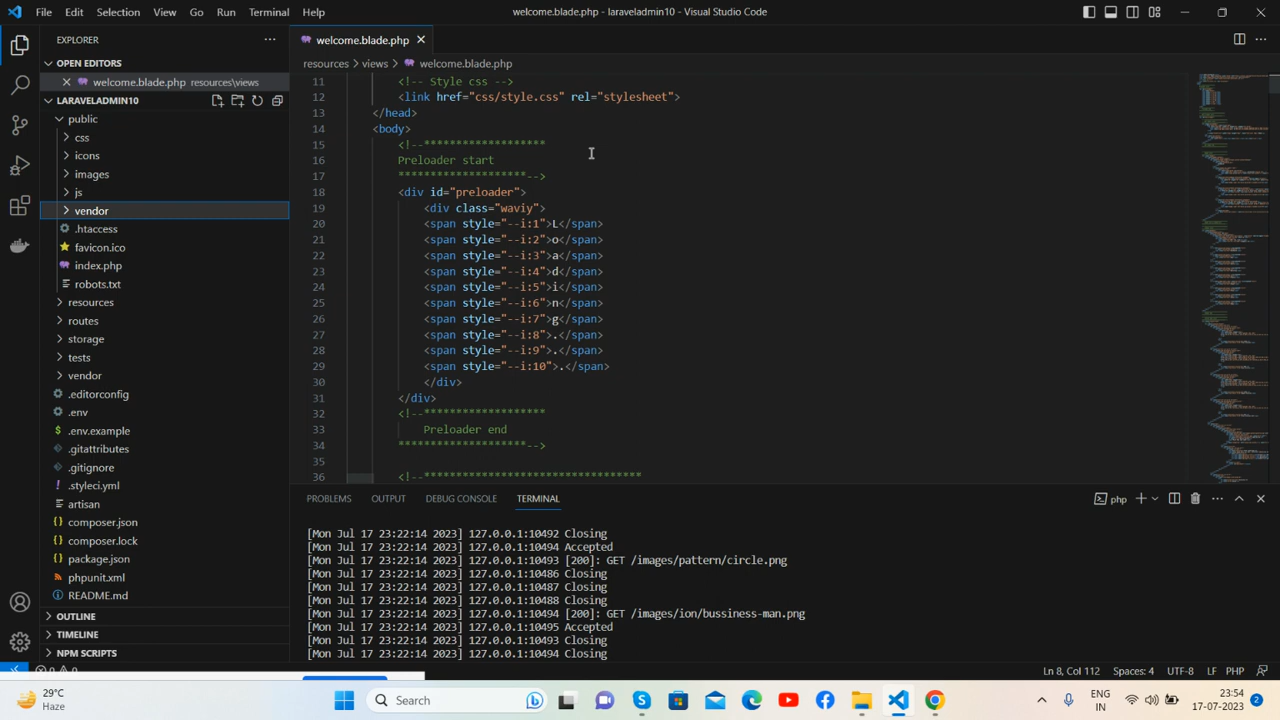 File Edit Selection View Go Run Terminal Help
welcome.blade.php - laraveladmin10 - Visual Studio Code
EXPLORER
OPEN EDITORS
welcome.blade.php resources\views
LARAVELADMIN10
public
css
icons
images
js
vendor
.htaccess
favicon.ico
index.php
robots.txt
resources
routes
storage
tests
vendor
.editorconfig
.env
.env.example
.gitattributes
.gitignore
.styleci.yml
artisan
composer.json
composer.lock
package.json
phpunit.xml
README.md
OUTLINE
TIMELINE
NPM SCRIPTS
welcome.blade.php
resources > views > welcome.blade.php
11 <!-- Style css -->
12 <link href="css/style.css" rel="stylesheet">
13 </head>
14 <body>
15 <!--*******************
16 Preloader start
17 ********************-->
18 <div id="preloader">
19 <div class="waviy">
20 <span style="--i:1">L</span>
21 <span style="--i:2">o</span>
22 <span style="--i:3">a</span>
23 <span style="--i:4">d</span>
24 <span style="--i:5">i</span>
25 <span style="--i:6">n</span>
26 <span style="--i:7">g</span>
27 <span style="--i:8">.</span>
28 <span style="--i:9">.</span>
29 <span style="--i:10">.</span>
30 </div>
31 </div>
32 <!--*******************
33 Preloader end
34 ********************-->
35
36 <!--**********************************
PROBLEMS OUTPUT DEBUG CONSOLE TERMINAL
php
[Mon Jul 17 23:22:14 2023] 127.0.0.1:10492 Closing
[Mon Jul 17 23:22:14 2023] 127.0.0.1:10494 Accepted
[Mon Jul 17 23:22:14 2023] 127.0.0.1:10493 [200]: GET /images/pattern/circle.png
[Mon Jul 17 23:22:14 2023] 127.0.0.1:10486 Closing
[Mon Jul 17 23:22:14 2023] 127.0.0.1:10487 Closing
[Mon Jul 17 23:22:14 2023] 127.0.0.1:10488 Closing
[Mon Jul 17 23:22:14 2023] 127.0.0.1:10494 [200]: GET /images/ion/bussiness-man.png
[Mon Jul 17 23:22:14 2023] 127.0.0.1:10495 Accepted
[Mon Jul 17 23:22:14 2023] 127.0.0.1:10493 Closing
[Mon Jul 17 23:22:14 2023] 127.0.0.1:10494 Closing
Ln 8, Col 112 Spaces: 4 UTF-8 LF PHP
29°C
Haze
Search
ENG
IN
23:54
17-07-2023
2